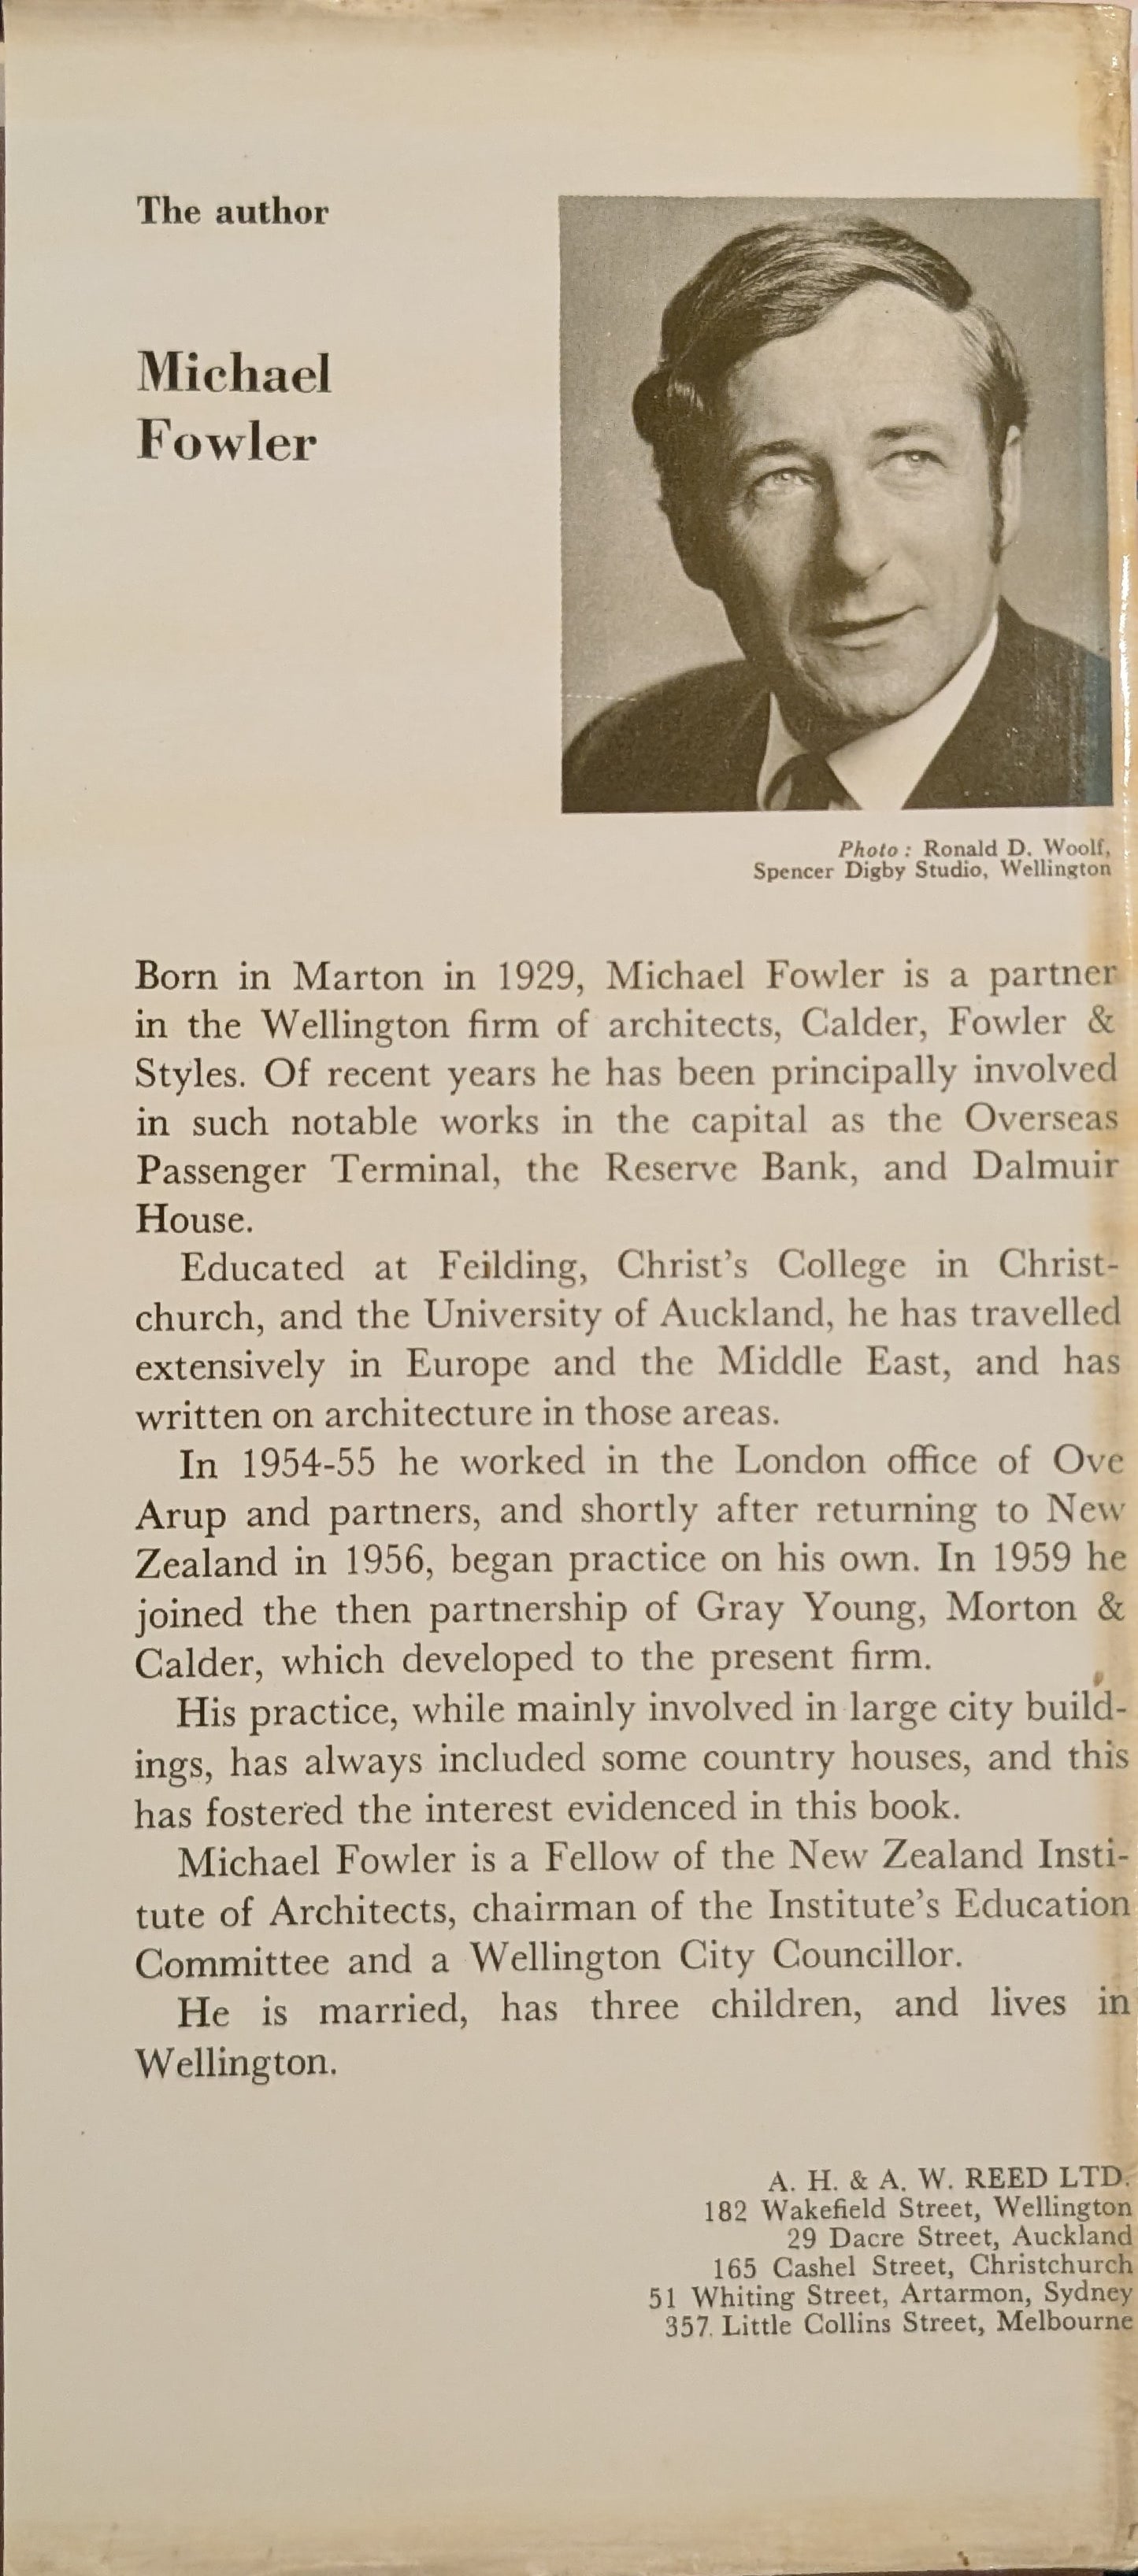 The author
Michael
Fowler
Photo : Ronald D. Woolf,
Spencer Digby Studio, Wellington
Born in Marton in 1929, Michael Fowler is a partner
in the Wellington firm of architects, Calder, Fowler &
Styles. Of recent years he has been principally involved
in such notable works in the capital as the Overseas
Passenger Terminal, the Reserve Bank, and Dalmuir
House.
Educated at Feilding, Christ's College in Christ-
church, and the University of Auckland, he has travelled
extensively in Europe and the Middle East, and has
written on architecture in those areas.
In 1954-55 he worked in the London office of Ove
Arup and partners, and shortly after returning to New
Zealand in 1956, began practice on his own. In 1959 he
joined the then partnership of Gray Young, Morton &
Calder, which developed to the present firm.
His practice, while mainly involved in large city build-
ings, has always included some country houses, and this
has fostered the interest evidenced in this book.
Michael Fowler is a Fellow of the New Zealand Insti-
tute of Architects, chairman of the Institute's Education
Committee and a Wellington City Councillor.
He is married, has three children, and lives in
Wellington.
A. H. & A. W. REED LTD.
182 Wakefield Street, Wellington
29 Dacre Street, Auckland
165 Cashel Street, Christchurch
51 Whiting Street, Artarmon, Sydney
357, Little Collins Street, Melbourne